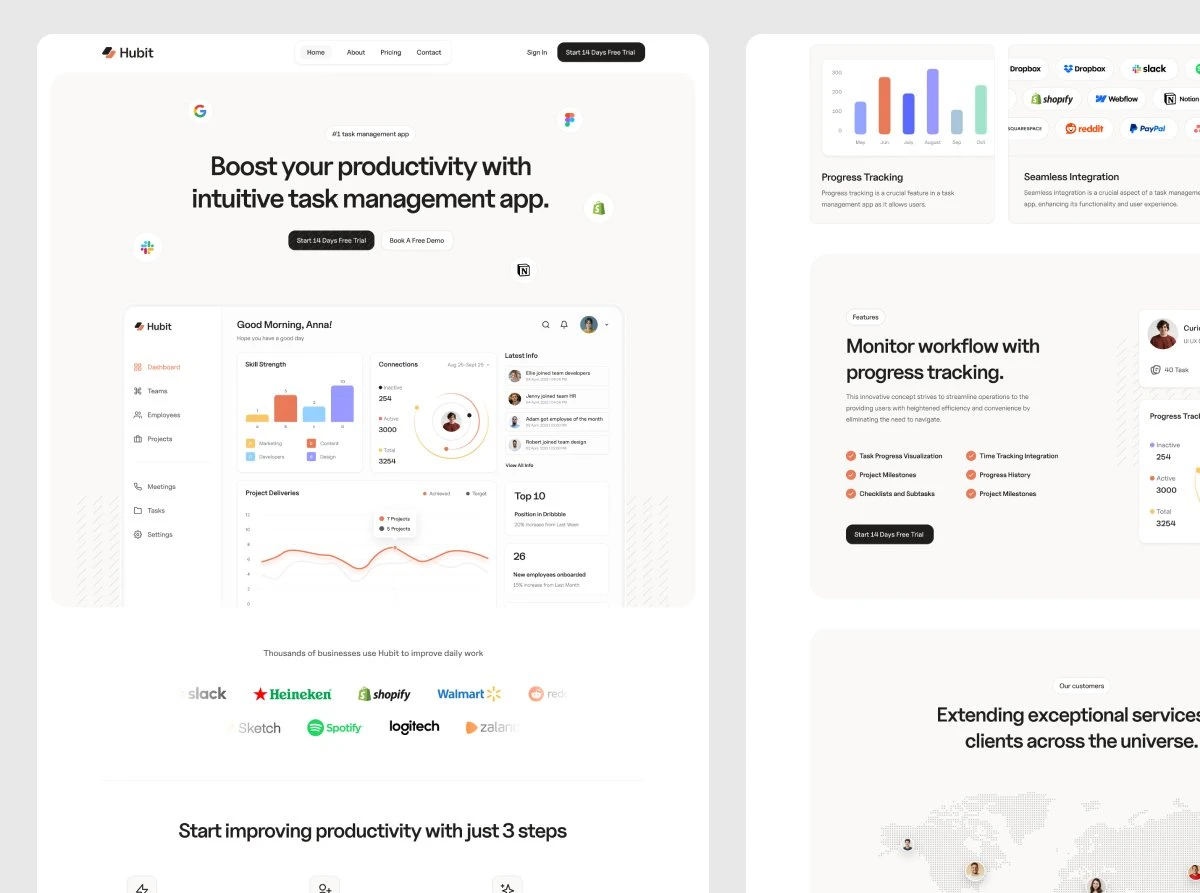 Hubit
Home About Pricing Contact
Sign In
Start 14 Days Free Trial
#1 task management app
Boost your productivity with
intuitive task management app.
Start 14 Days Free Trial
Book A Free Demo
Hubit
Dashboard
Teams
Employees
Projects
Meetings
Tasks
Settings
Good Morning, Anna!
Hope you have a good day
Skill Strength
1
5
3
10
Marketing
Content
Developers
Design
Connections
Aug 25-Sept 25
Inactive
254
Active
3000
Total
3254
Latest Info
Ellie joined team developers
Jenny joined team HR
Adam got employee of the month
Robert joined team design
View All Info
Project Deliveries
Achieved
Target
12
10
8
6
4
2
0
7 Projects
5 Projects
Top 10
Position in Dribbble
20% increase from Last Week
26
New employees onboarded
15% increase from Last Month
Thousands of businesses use Hubit to improve daily work
slack
Heineken
shopify
Walmart
Sketch
Spotify
logitech
Start improving productivity with just 3 steps
300
200
100
0
May Jun July August Sep Oct
Progress Tracking
Progress tracking is a crucial feature in a task
management app as it allows users.
Dropbox
Dropbox
slack
shopify
Webflow
Notion
SQUARESPACE
reddit
PayPal
Seamless Integration
Seamless integration is a crucial aspect of a task
app, enhancing its functionality and user experience.
Features
Monitor workflow with
progress tracking.
This innovative concept strives to streamline operations to the
providing users with heightened efficiency and convenience by
eliminating the need to navigate.
Task Progress Visualization
Time Tracking Integration
Project Milestones
Progress History
Checklists and Subtasks
Project Milestones
Start 14 Days Free Trial
40 Task
Progress
Inactive
254
Active
3000
Total
3254
Our customers
Extending exceptional services
clients across the universe.